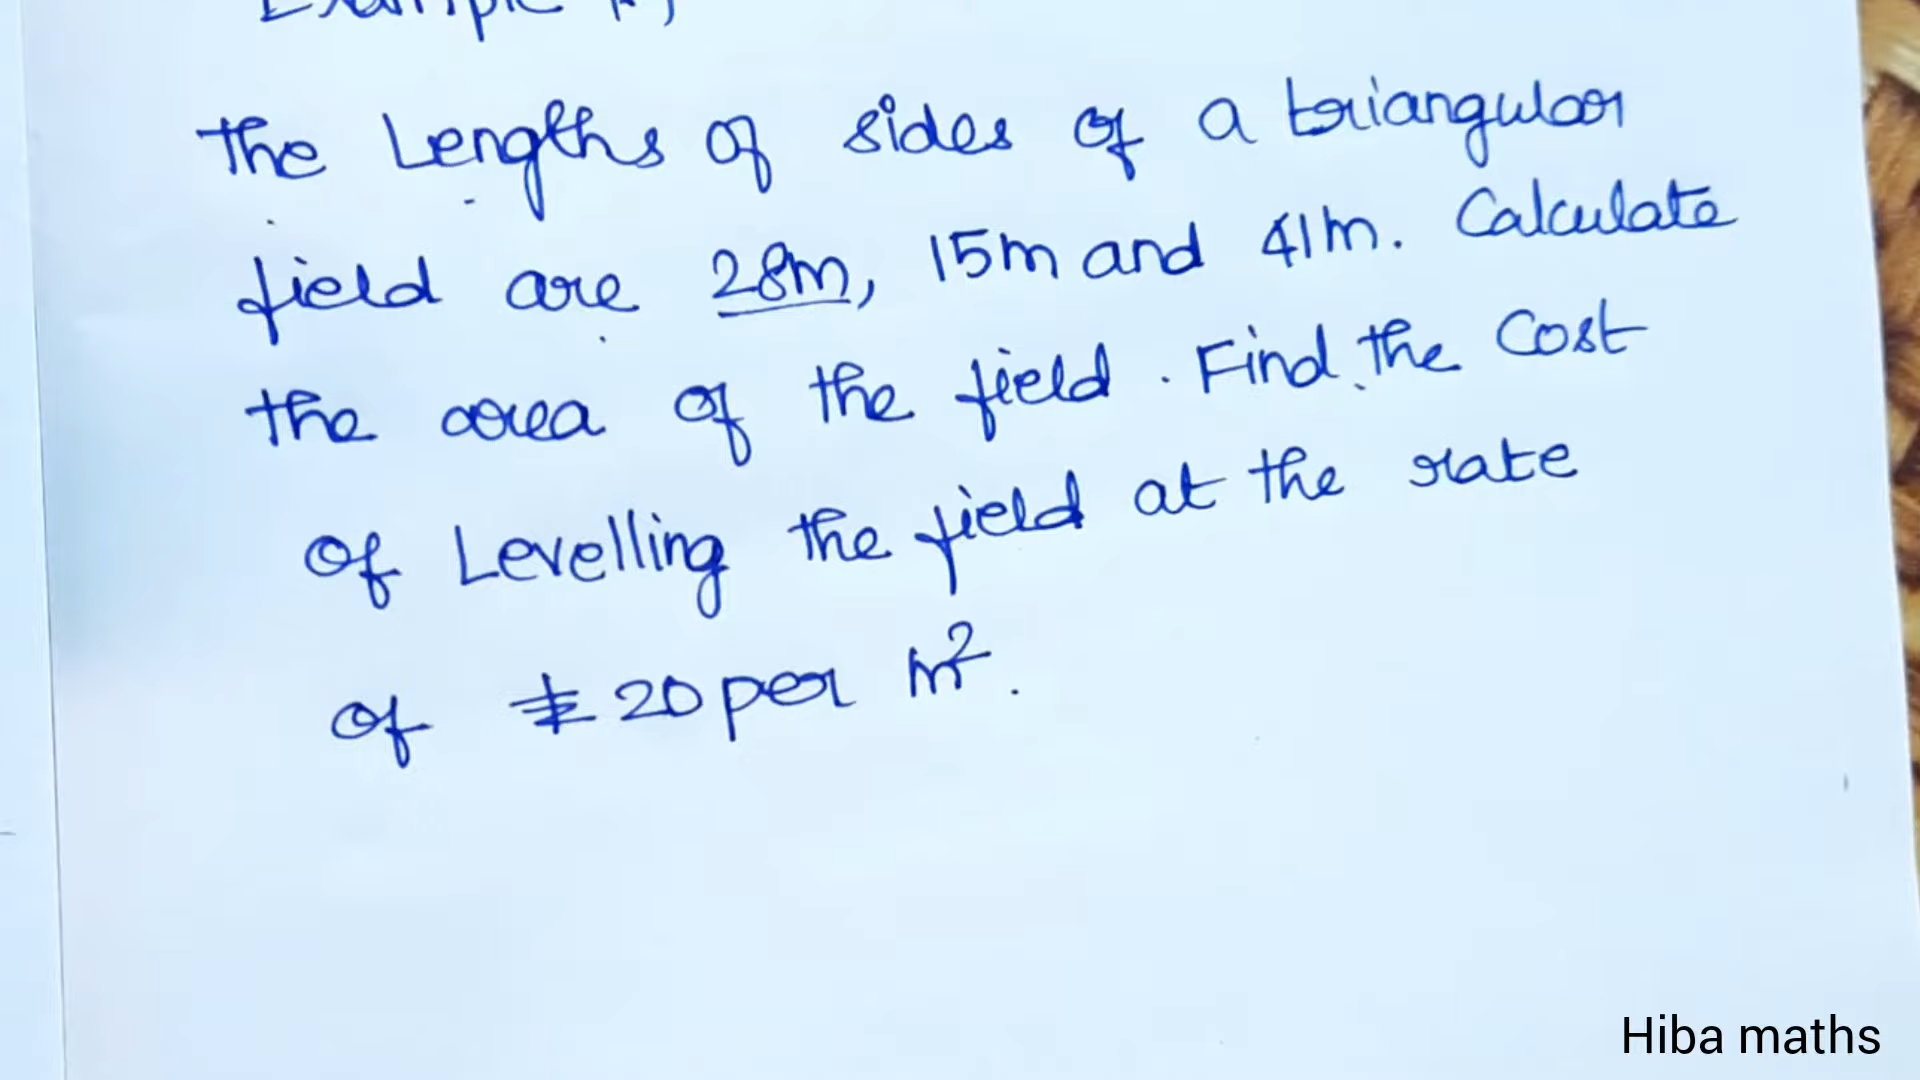 The Lengths of sides of a triangular
field are 28m, 15m and 41m. Calculate
the area of the field. Find the Cost
of Levelling the field at the rate
of ₹ 20 per m².
Hiba maths